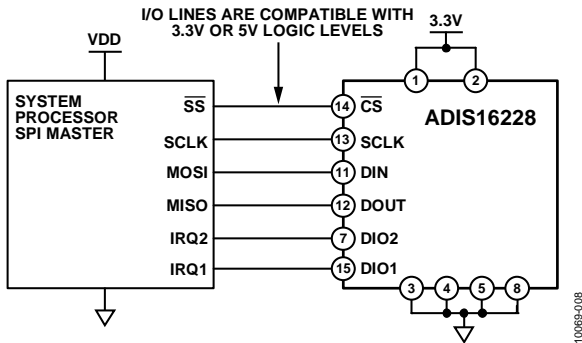 I/O LINES ARE COMPATIBLE WITH
3.3V OR 5V LOGIC LEVELS
VDD
3.3V
1 2
SYSTEM
PROCESSOR
SPI MASTER
ADIS16228
SS 14 CS
SCLK 13 SCLK
MOSI 11 DIN
MISO 12 DOUT
IRQ2 7 DIO2
IRQ1 15 DIO1
3 4 5 8
10069-008